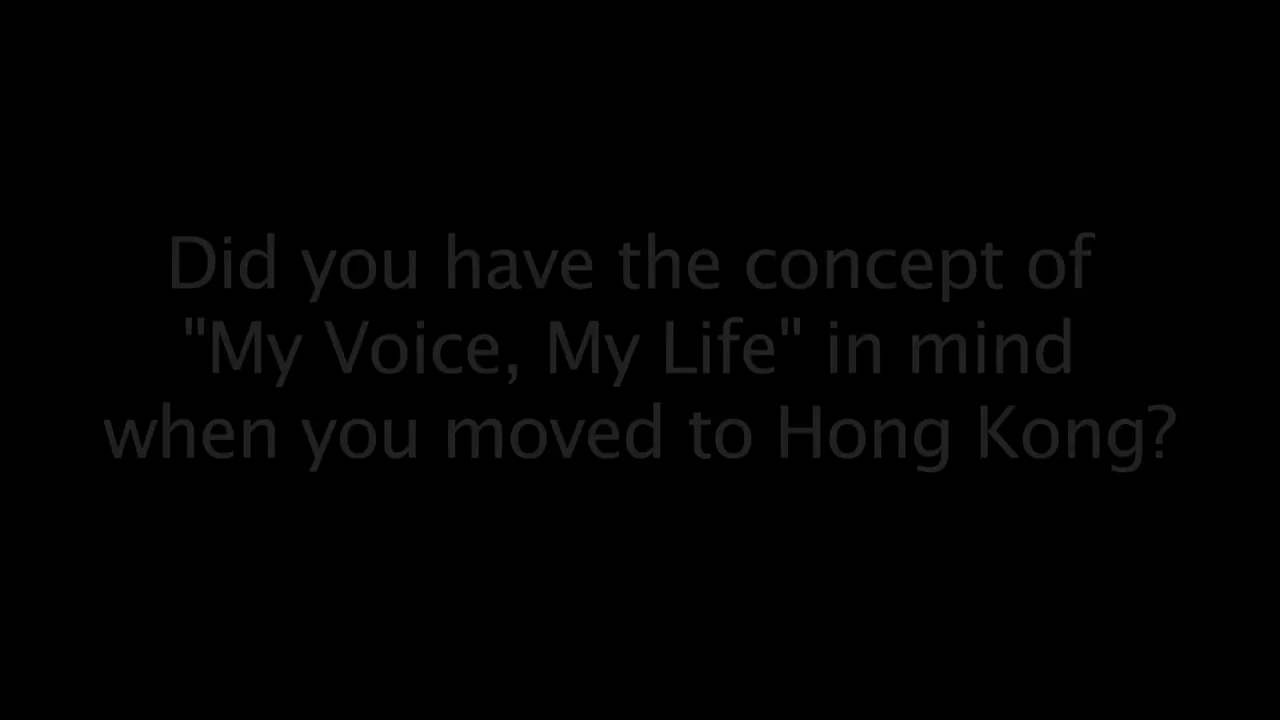 Did you have the concept of
"My Voice, My Life" in mind
when you moved to Hong Kong?